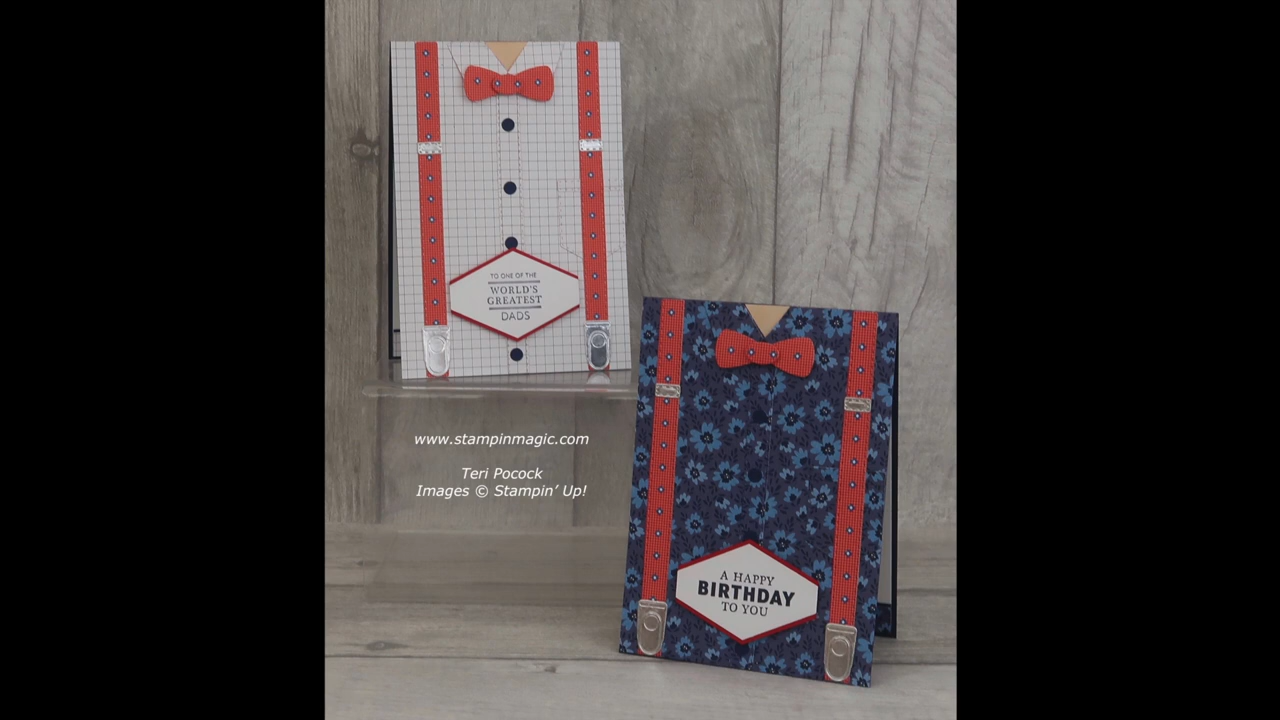 TO ONE OF THE
WORLD'S
GREATEST
DADS
www.stampinmagic.com
Teri Pocock
Images © Stampin’ Up!
A HAPPY
BIRTHDAY
TO YOU